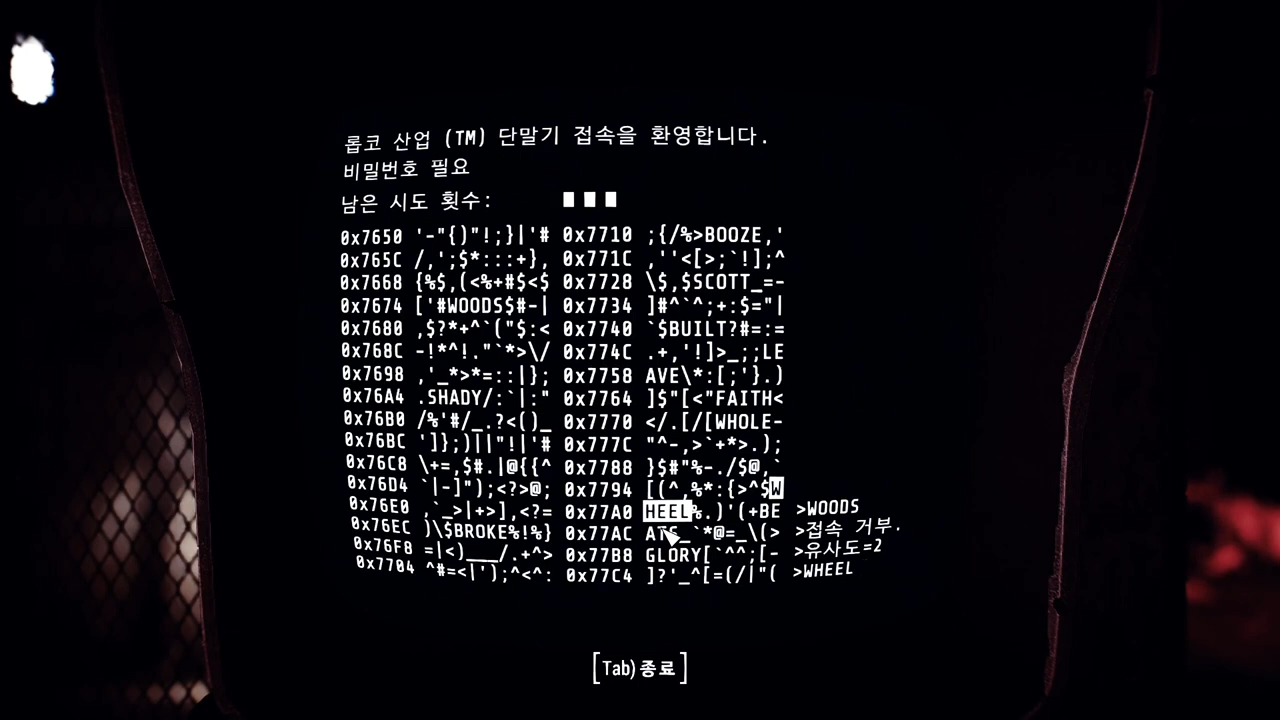 롭코 산업 (TM) 단말기 접속을 환영합니다.
비밀번호 필요
남은 시도 횟수: ■ ■ ■
0x7650 '-"{)"!;}|'# 0x7710 ;{/%>BOOZE,'
0x765C /,';$*:::+}, 0x771C ,''<[>;`!];^
0x7668 {%$,(<%+#$<$ 0x7728 \$,$SCOTT_=-
0x7674 ['#WOODS$#-| 0x7734 ]#^`^;+:$="|
0x7680 ,$?*+^`("$:< 0x7740 `$BUILT?#=:=
0x768C -!*^!."`*>\/ 0x774C .+,'!]>_;;LE
0x7698 ,'_*>*=::|}; 0x7758 AVE\*:[;'}.)
0x76A4 .SHADY/:`|:" 0x7764 ]$"[<"FAITH<
0x76B0 /%'#/_.?<()_ 0x7770 </.[/[WHOLE-
0x76BC ']};)||"!|'# 0x777C "^-,>`+*>.);
0x76C8 \+=,$#.|@{{^ 0x7788 }$#"%-./$@,`
0x76D4 `|-]");<?>@; 0x7794 [(^,%*:{>^$W
0x76E0 ,`_>|+>],<?= 0x77A0 HEEL%.)'(+BE >WOODS
0x76EC )\$BROKE%!%} 0x77AC ATS_`*@=_\(> >접속 거부.
0x76F8 =|<)___/.+^> 0x77B8 GLORY[`^^;[- >유사도=2
0x7704 ^#=<|');^<^: 0x77C4 ]?'_^[=(/|"( >WHEEL
[Tab)종료]